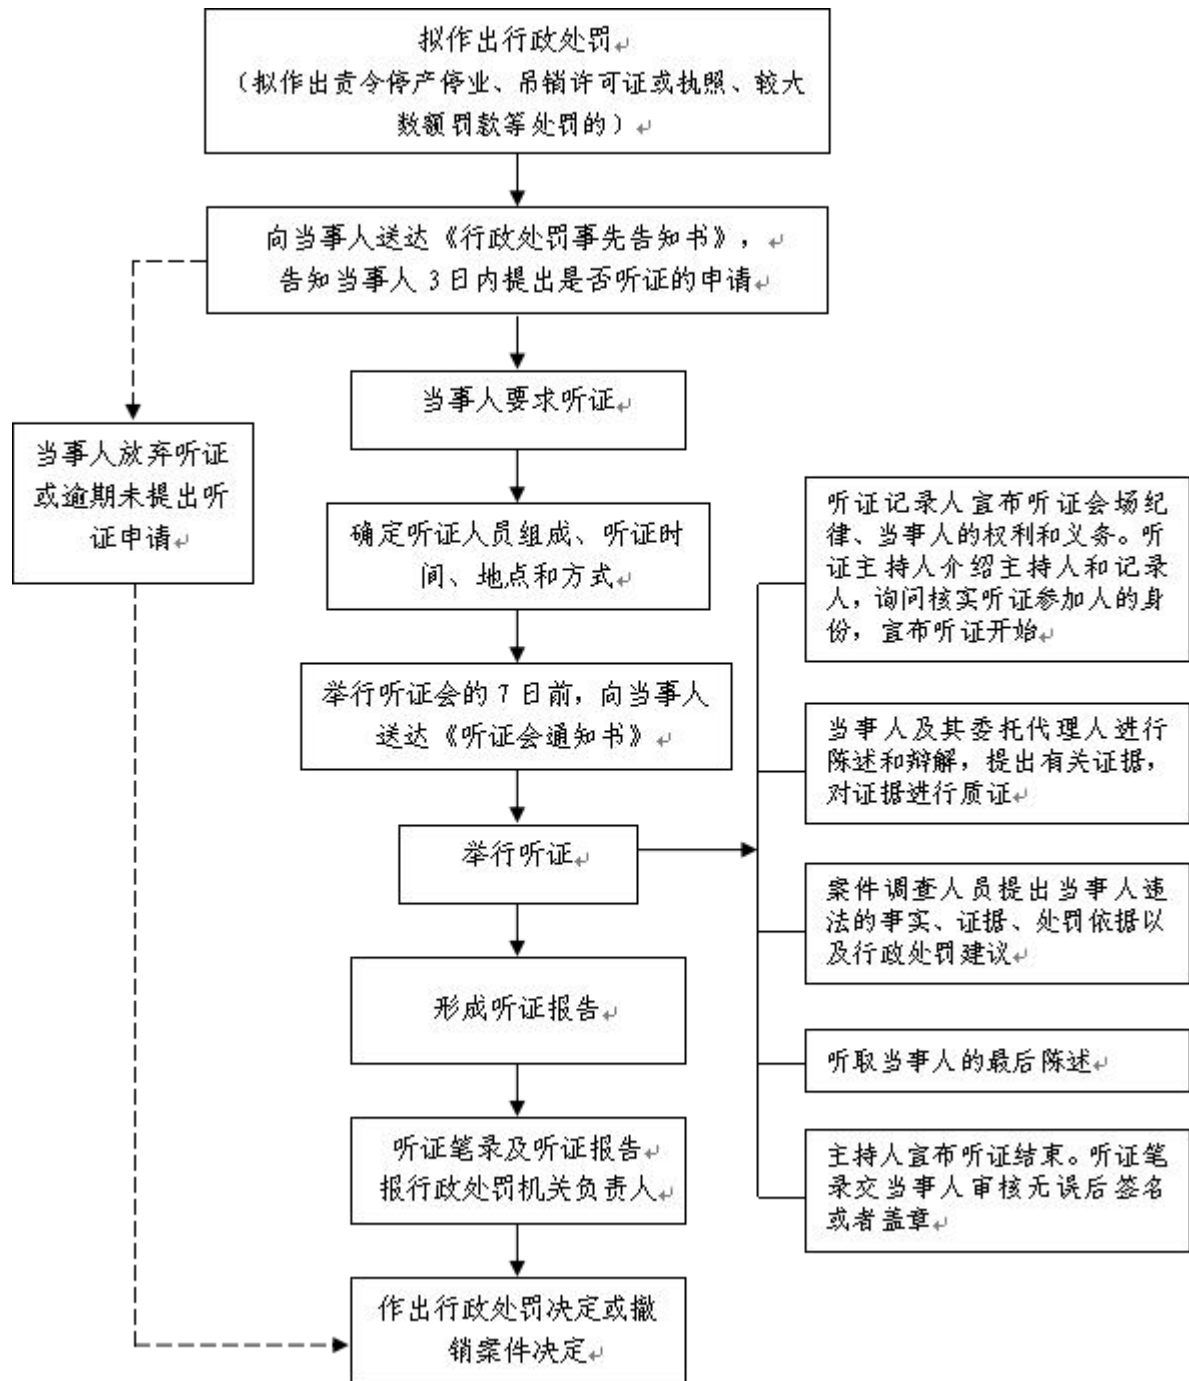 拟作出行政处罚
（拟作出责令停产停业、吊销许可证或执照、较大
数额罚款等处罚的）
向当事人送达《行政处罚事先告知书》，
告知当事人3日内提出是否听证的申请
当事人要求听证
当事人放弃听证
或逾期未提出听
证申请
确定听证人员组成、听证时
间、地点和方式
举行听证会的7日前，向当事人
送达《听证会通知书》
举行听证
听证记录人宣布听证会场纪
律、当事人的权利和义务。听
证主持人介绍主持人和记录
人，询问核实听证参加人的身
份，宣布听证开始
当事人及其委托代理人进行
陈述和辩解，提出有关证据，
对证据进行质证
案件调查人员提出当事人违
法的事实、证据、处罚依据以
及行政处罚建议
听取当事人的最后陈述
主持人宣布听证结束。听证笔
录交当事人审核无误后签名
或者盖章
形成听证报告
听证笔录及听证报告
报行政处罚机关负责人
作出行政处罚决定或撤
销案件决定